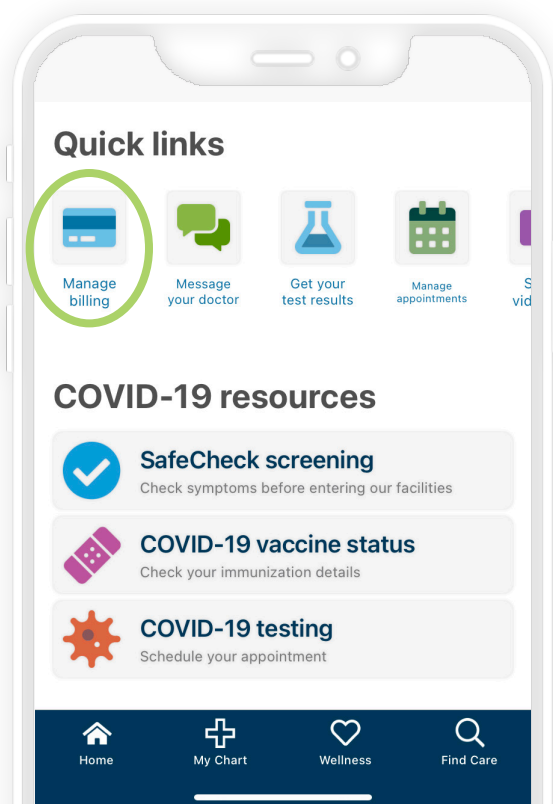 Quick links
Manage
billing
Message
your doctor
Get your
test results
Manage
appointments
COVID-19 resources
SafeCheck screening
Check symptoms before entering our facilities
COVID-19 vaccine status
Check your immunization details
COVID-19 testing
Schedule your appointment
Home
My Chart
Wellness
Find Care